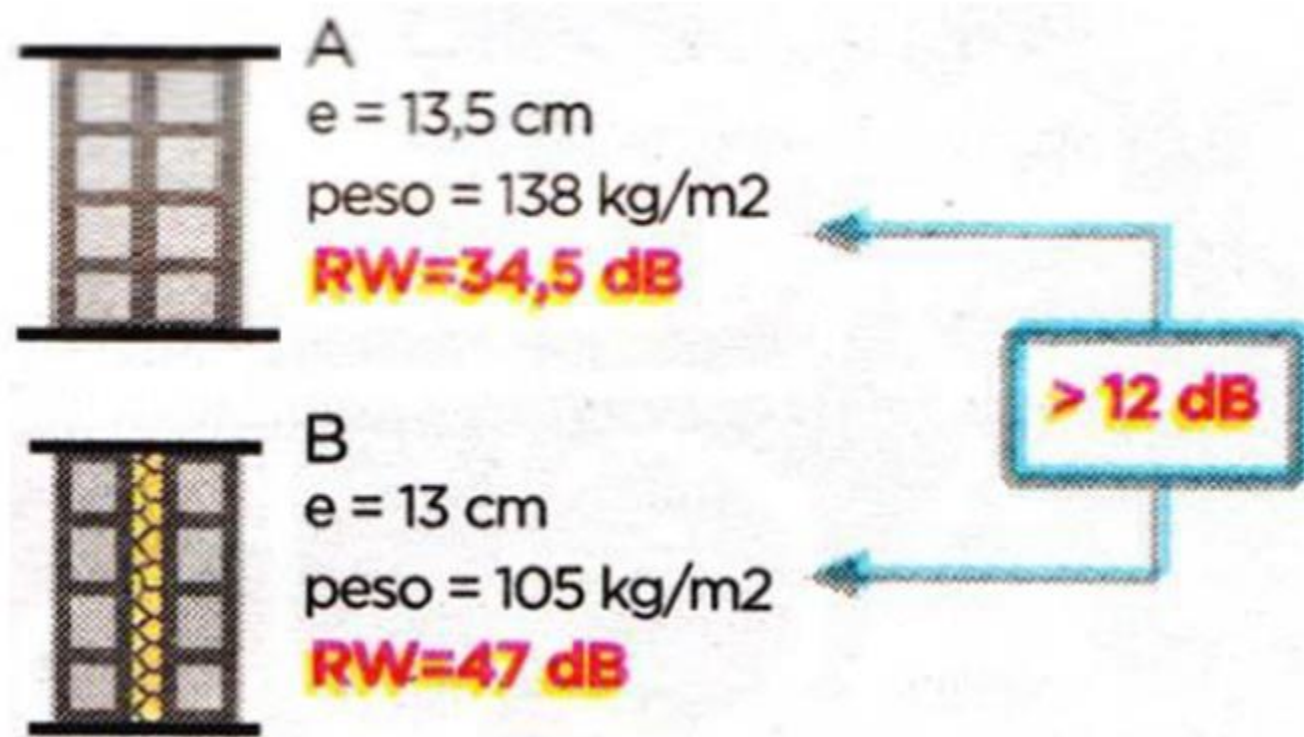 A
e = 13,5 cm
peso = 138 kg/m2
RW=34,5 dB
> 12 dB
B
e = 13 cm
peso = 105 kg/m2
RW=47 dB